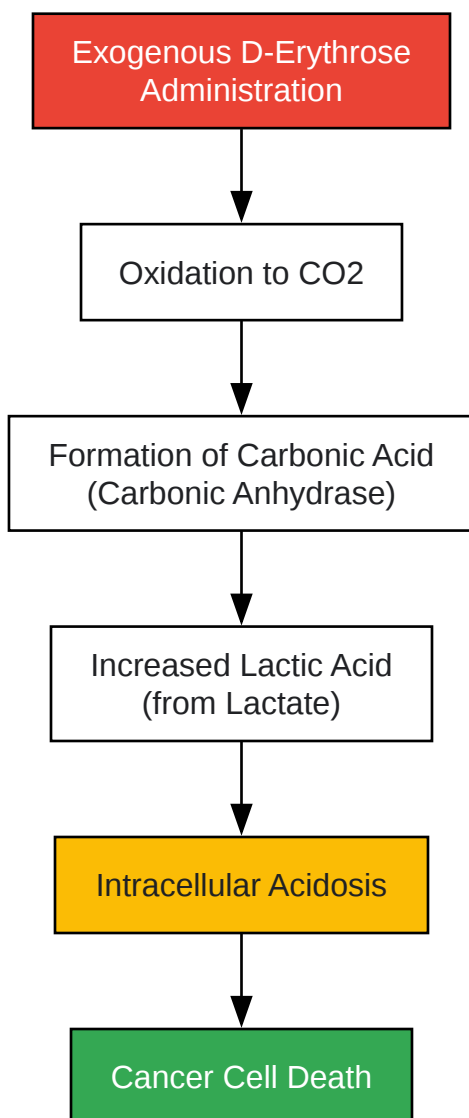 Exogenous D-Erythrose
Administration
Oxidation to CO2
Formation of Carbonic Acid
(Carbonic Anhydrase)
Increased Lactic Acid
(from Lactate)
Intracellular Acidosis
Cancer Cell Death